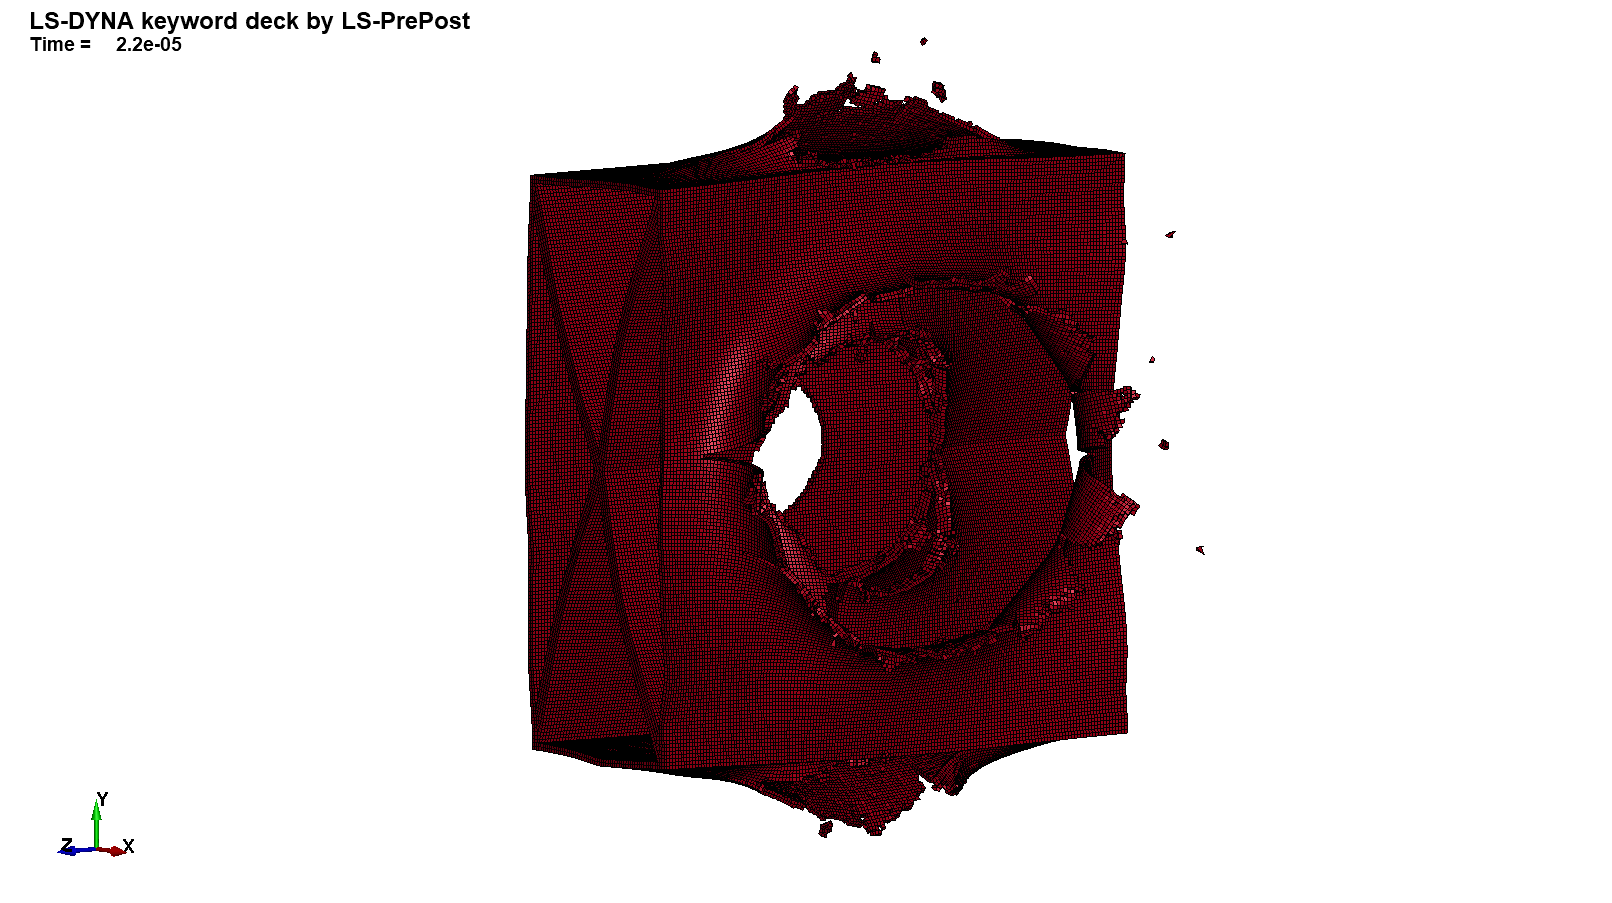 LS-DYNA keyword deck by LS-PrePost
Time =    2.2e-05
Y
Z
X